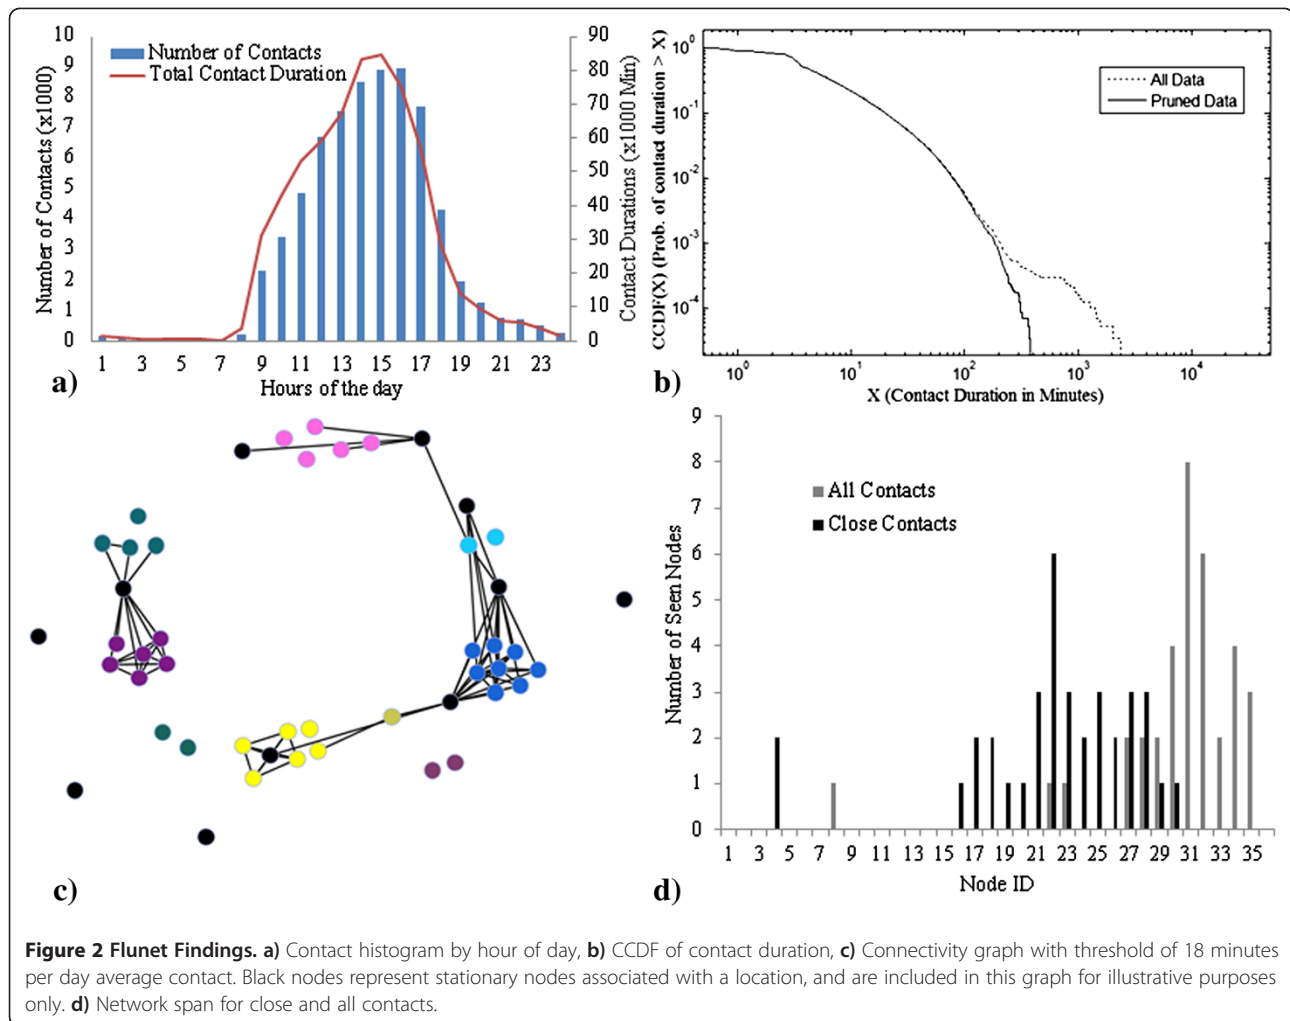 10
9
8
7
6
5
4
3
2
1
0
Number of Contacts (x1000)
Number of Contacts
Total Contact Duration
90
80
70
60
50
40
30
20
10
0
Contact Durations (x1000 Min)
1 3 5 7 9 11 13 15 17 19 21 23
Hours of the day
a)
CCDF(X) (Prob. of contact duration > X)
10^0
10^-1
10^-2
10^-3
10^-4
All Data
Pruned Data
10^0 10^1 10^2 10^3 10^4
X (Contact Duration in Minutes)
b)
c)
9
8
7
6
5
4
3
2
1
0
Number of Seen Nodes
All Contacts
Close Contacts
1 3 5 7 9 11 13 15 17 19 21 23 25 27 29 31 33 35
Node ID
d)
Figure 2 Flunet Findings. a) Contact histogram by hour of day, b) CCDF of contact duration, c) Connectivity graph with threshold of 18 minutes
per day average contact. Black nodes represent stationary nodes associated with a location, and are included in this graph for illustrative purposes
only. d) Network span for close and all contacts.